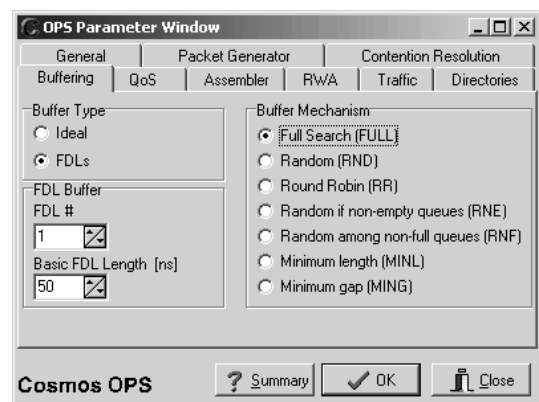 OPS Parameter Window
General Packet Generator Contention Resolution
Buffering QoS Assembler RWA Traffic Directories
Buffer Type
Ideal
FDLs
FDL Buffer
FDL #
1
Basic FDL Length [ns]
50
Buffer Mechanism
Full Search (FULL)
Random (RND)
Round Robin (RR)
Random if non-empty queues (RNE)
Random among non-full queues (RNF)
Minimum length (MINL)
Minimum gap (MING)
Cosmos OPS ? Summary OK Close